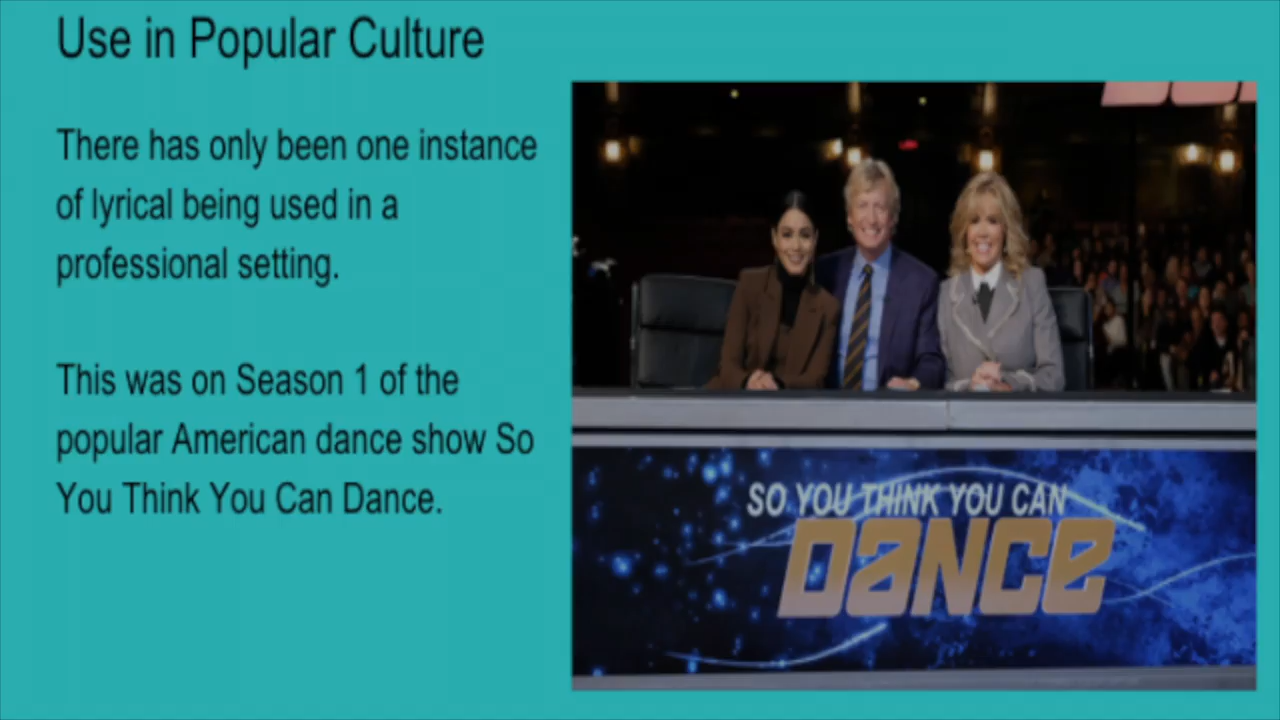 Use in Popular Culture
There has only been one instance
of lyrical being used in a
professional setting.
This was on Season 1 of the
popular American dance show So
You Think You Can Dance.
SO YOU THINK YOU CAN
DANCE